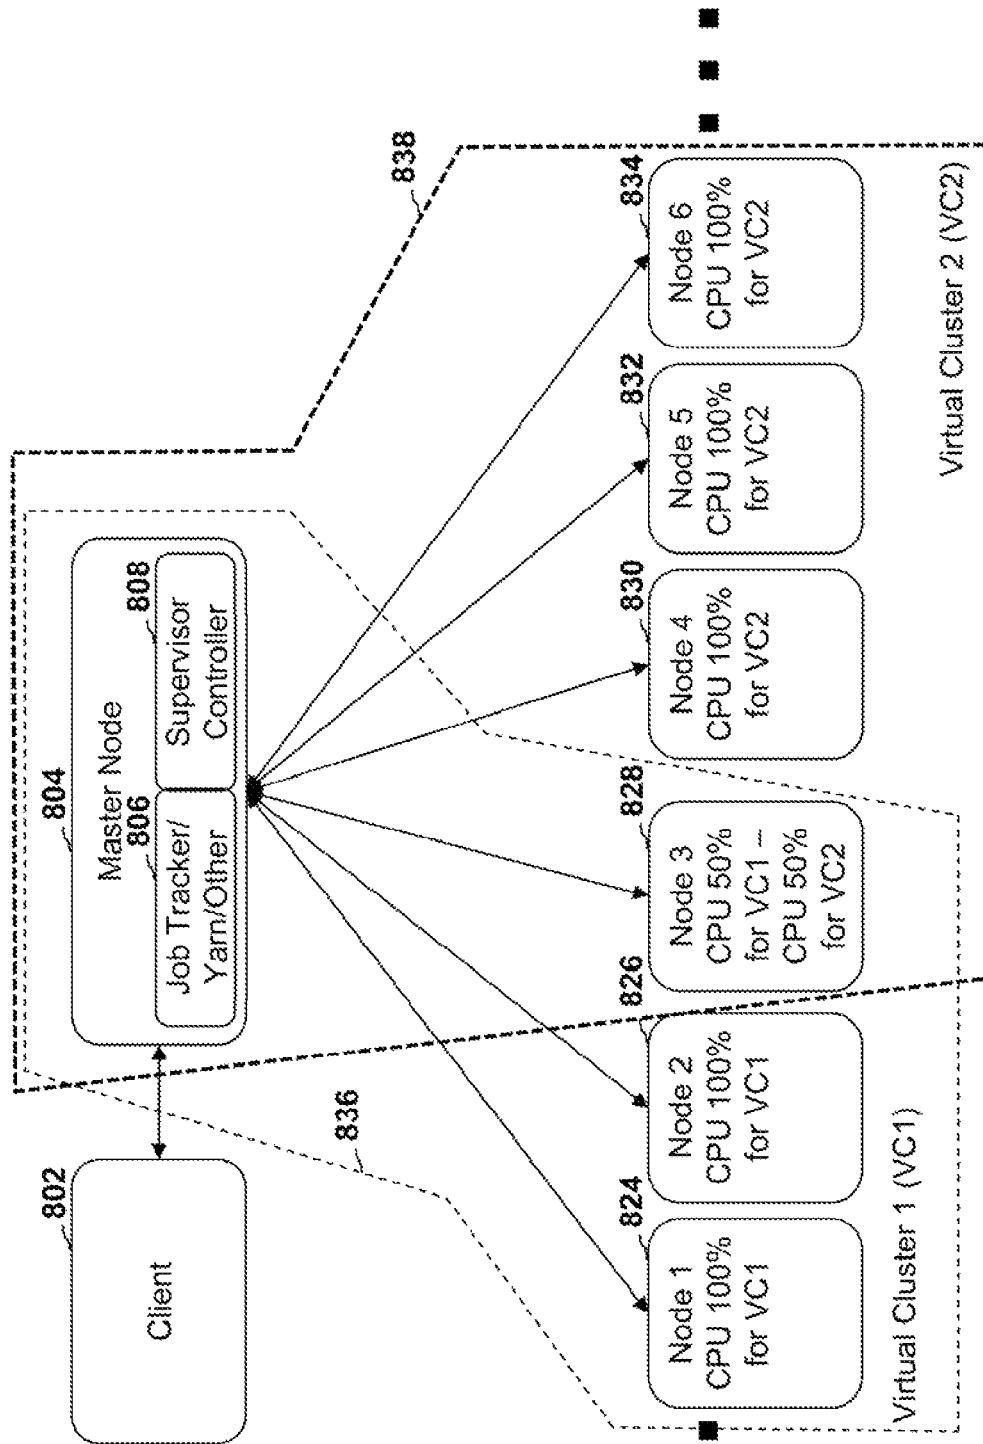 802
Client
804
Master Node
806
Job Tracker/
Yarn/Other
808
Supervisor
Controller
836
838
824
Node 1
CPU 100%
for VC1
826
Node 2
CPU 100%
for VC1
828
Node 3
CPU 50%
for VC1 –
CPU 50%
for VC2
830
Node 4
CPU 100%
for VC2
832
Node 5
CPU 100%
for VC2
834
Node 6
CPU 100%
for VC2
Virtual Cluster 1 (VC1)
Virtual Cluster 2 (VC2)